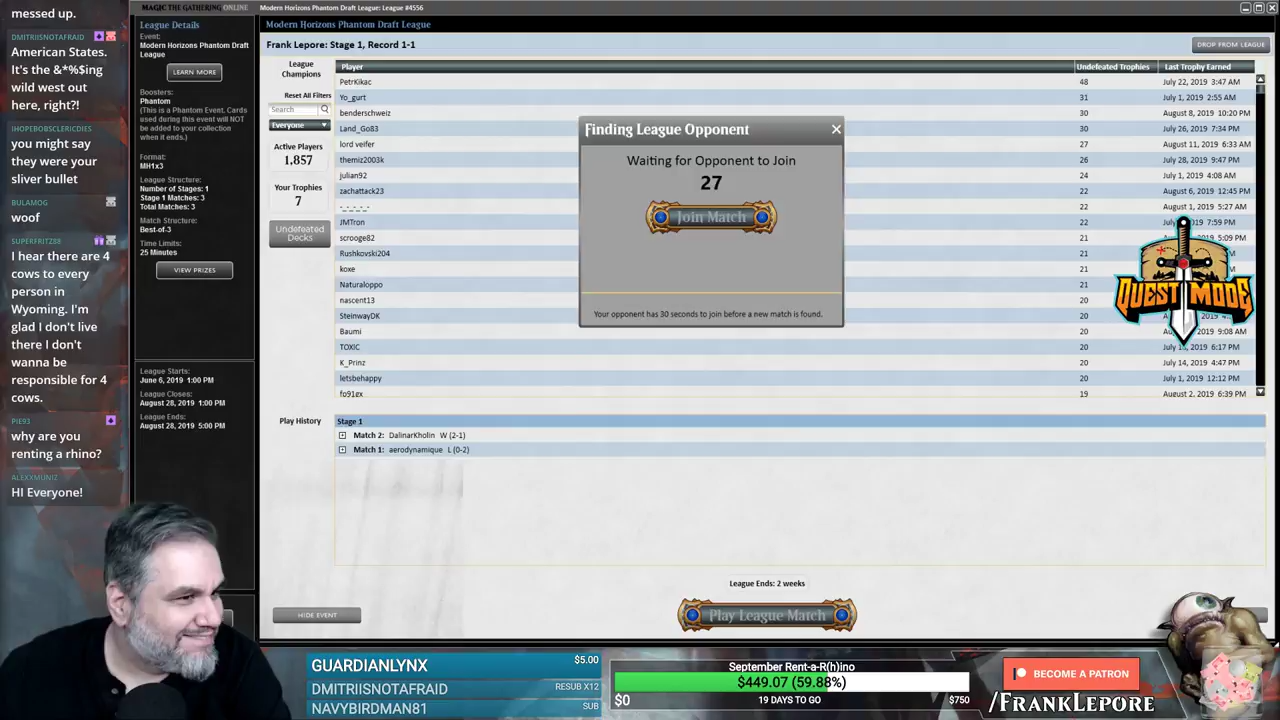 messed up.
DMITRIISNOTAFRAID
American States.
It's the &*%$ing
wild west out
here, right?!
IHOPEBOBSCLERICDIES
you might say
they were your
sliver bullet
BULAMOG
woof
SUPERFRITZ88
I hear there are 4
cows to every
person in
Wyoming. I'm
glad I don't live
there I don't
wanna be
responsible for 4
cows.
PIE93
why are you
renting a rhino?
ALEXXMUNIZ
HI Everyone!
MAGIC THE GATHERING ONLINE
Modern Horizons Phantom Draft League: League #4556
League Details
Event:
Modern Horizons Phantom Draft
League
LEARN MORE
Boosters:
Phantom
(This is a Phantom Event. Cards
used during this event will NOT
be added to your collection
when it ends.)
Format:
MH1x3
League Structure:
Number of Stages: 1
Stage 1 Matches: 3
Total Matches: 3
Match Structure:
Best-of-3
Time Limits:
25 Minutes
VIEW PRIZES
League Starts:
June 6, 2019 1:00 PM
League Closes:
August 28, 2019 1:00 PM
League Ends:
August 28, 2019 5:00 PM
Modern Horizons Phantom Draft League
Frank Lepore: Stage 1, Record 1-1
DROP FROM LEAGUE
League
Champions
Reset All Filters
Search
Everyone
Active Players
1,857
Your Trophies
7
Undefeated
Decks
Player Undefeated Trophies Last Trophy Earned
PetrKikac 48 July 22, 2019 3:47 AM
Yo_gurt 31 July 1, 2019 2:55 AM
benderschweiz 30 August 8, 2019 10:20 PM
Land_Go83 30 July 26, 2019 7:34 PM
lord veifer 27 August 11, 2019 6:33 AM
themiz2003k 26 July 28, 2019 9:47 PM
julian92 24 July 1, 2019 4:08 AM
zachattack23 22 August 6, 2019 12:45 PM
-_-_-_-_- 22 August 1, 2019 5:27 AM
JMTron 22 7:59 PM
scrooge82 21 5:09 PM
Rushkovski204 21
koxe 21
Naturaloppo 21
nascent13 20
SteinwayDK 20
Baumi 20 9:08 AM
TOXIC 20 2019 6:17 PM
K_Prinz 20 July 14, 2019 4:47 PM
letsbehappy 20 July 1, 2019 12:12 PM
fo91gx 19 August 2, 2019 6:39 PM
Finding League Opponent
Waiting for Opponent to Join
27
Join Match
Your opponent has 30 seconds to join before a new match is found.
QUEST MODE
Play History
Stage 1
Match 2: DalinarKholin W (2-1)
Match 1: aerodynamique L (0-2)
League Ends: 2 weeks
HIDE EVENT
Play League Match
GUARDIANLYNX $5.00
DMITRIISNOTAFRAID RESUB X12
NAVYBIRDMAN81 SUB
September Rent-a-R(h)ino
$449.07 (59.88%)
$0 19 DAYS TO GO $750
BECOME A PATRON
/FRANKLEPORE